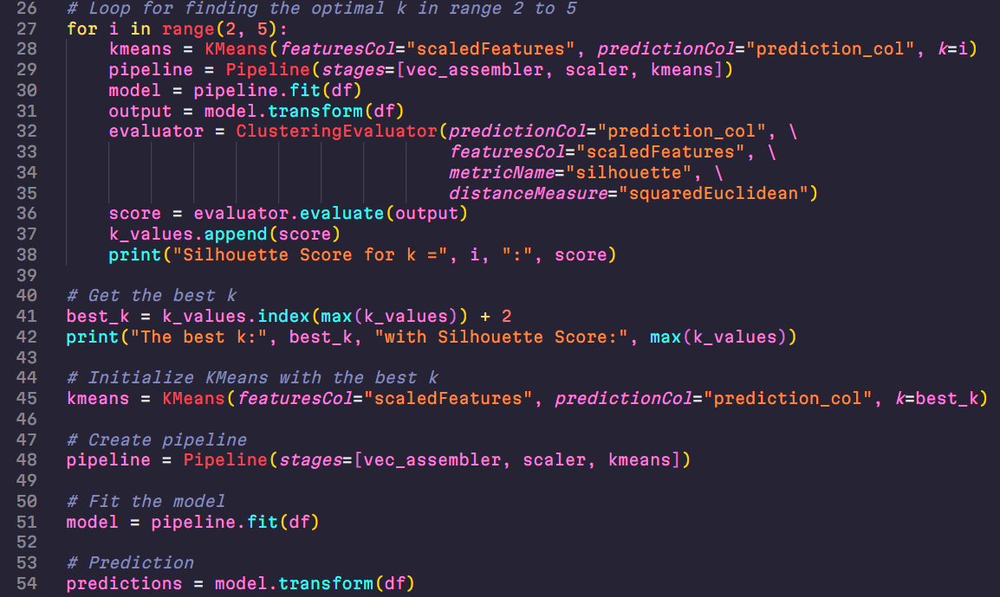 26 # Loop for finding the optimal k in range 2 to 5
27 for i in range(2, 5):
28     kmeans = KMeans(featuresCol="scaledFeatures", predictionCol="prediction_col", k=i)
29     pipeline = Pipeline(stages=[vec_assembler, scaler, kmeans])
30     model = pipeline.fit(df)
31     output = model.transform(df)
32     evaluator = ClusteringEvaluator(predictionCol="prediction_col", \
33                                     featuresCol="scaledFeatures", \
34                                     metricName="silhouette", \
35                                     distanceMeasure="squaredEuclidean")
36     score = evaluator.evaluate(output)
37     k_values.append(score)
38     print("Silhouette Score for k =", i, ":", score)
39
40 # Get the best k
41 best_k = k_values.index(max(k_values)) + 2
42 print("The best k:", best_k, "with Silhouette Score:", max(k_values))
43
44 # Initialize KMeans with the best k
45 kmeans = KMeans(featuresCol="scaledFeatures", predictionCol="prediction_col", k=best_k)
46
47 # Create pipeline
48 pipeline = Pipeline(stages=[vec_assembler, scaler, kmeans])
49
50 # Fit the model
51 model = pipeline.fit(df)
52
53 # Prediction
54 predictions = model.transform(df)